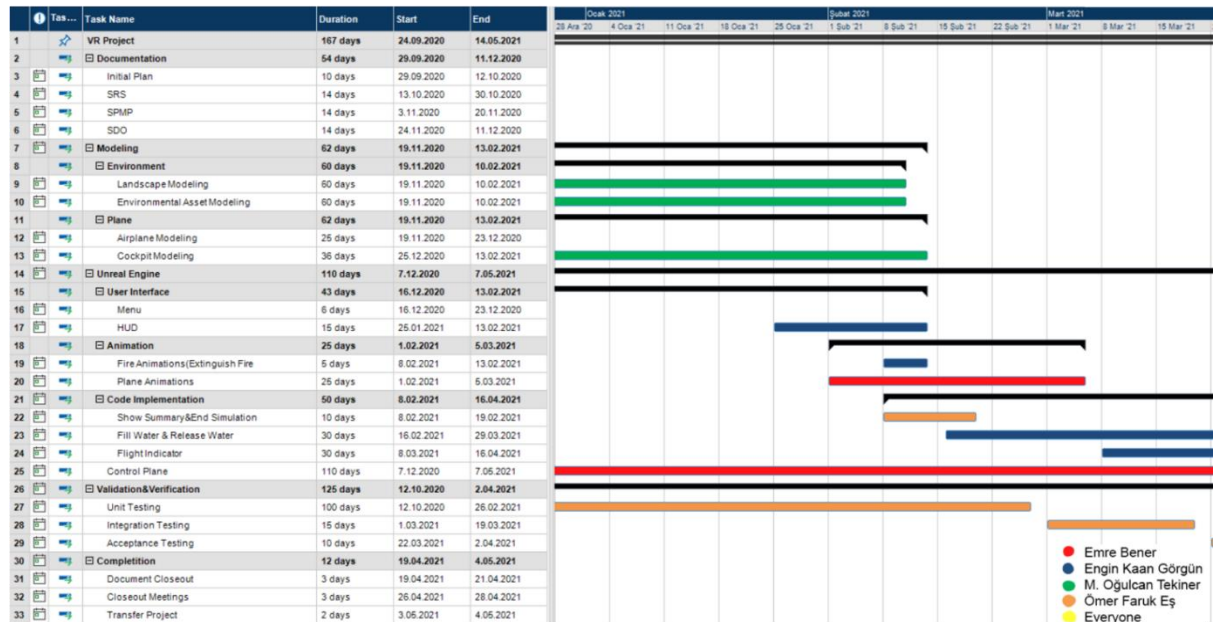 Tas... Task Name Duration Start End
Ocak 2021 Şubat 2021 Mart 2021
28 Ara '20 4 Oca '21 11 Oca '21 18 Oca '21 25 Oca '21 1 Şub '21 8 Şub '21 15 Şub '21 22 Şub '21 1 Mar '21 8 Mar '21 15 Mar '21
1 VR Project 167 days 24.09.2020 14.05.2021
2 Documentation 54 days 29.09.2020 11.12.2020
3 Initial Plan 10 days 29.09.2020 12.10.2020
4 SRS 14 days 13.10.2020 30.10.2020
5 SPMP 14 days 3.11.2020 20.11.2020
6 SDO 14 days 24.11.2020 11.12.2020
7 Modeling 62 days 19.11.2020 13.02.2021
8 Environment 60 days 19.11.2020 10.02.2021
9 Landscape Modeling 60 days 19.11.2020 10.02.2021
10 Environmental Asset Modeling 60 days 19.11.2020 10.02.2021
11 Plane 62 days 19.11.2020 13.02.2021
12 Airplane Modeling 25 days 19.11.2020 23.12.2020
13 Cockpit Modeling 36 days 25.12.2020 13.02.2021
14 Unreal Engine 110 days 7.12.2020 7.05.2021
15 User Interface 43 days 16.12.2020 13.02.2021
16 Menu 6 days 16.12.2020 23.12.2020
17 HUD 15 days 25.01.2021 13.02.2021
18 Animation 25 days 1.02.2021 5.03.2021
19 Fire Animations(Extinguish Fire 5 days 8.02.2021 13.02.2021
20 Plane Animations 25 days 1.02.2021 5.03.2021
21 Code Implementation 50 days 8.02.2021 16.04.2021
22 Show Summary&End Simulation 10 days 8.02.2021 19.02.2021
23 Fill Water & Release Water 30 days 16.02.2021 29.03.2021
24 Flight Indicator 30 days 8.03.2021 16.04.2021
25 Control Plane 110 days 7.12.2020 7.05.2021
26 Validation&Verification 125 days 12.10.2020 2.04.2021
27 Unit Testing 100 days 12.10.2020 26.02.2021
28 Integration Testing 15 days 1.03.2021 19.03.2021
29 Acceptance Testing 10 days 22.03.2021 2.04.2021
30 Completition 12 days 19.04.2021 4.05.2021
31 Document Closeout 3 days 19.04.2021 21.04.2021
32 Closeout Meetings 3 days 26.04.2021 28.04.2021
33 Transfer Project 2 days 3.05.2021 4.05.2021
Emre Bener
Engin Kaan Görgün
M. Oğulcan Tekiner
Ömer Faruk Eş
Everyone